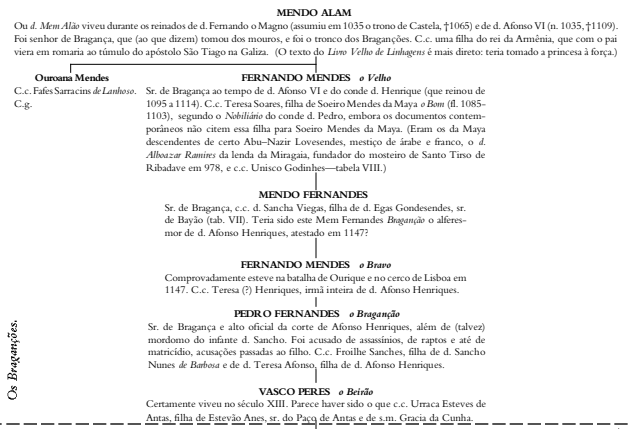 MENDO ALAM
Ou d. Mem Alão viveu durante os reinados de d. Fernando o Magno (assumiu em 1035 o trono de Castela, †1065) e de d. Afonso VI (n. 1035, †1109).
Foi senhor de Bragança, que (ao que dizem) tomou dos mouros, e foi o tronco dos Braganções. C.c. uma filha do rei da Armênia, que com o pai
viera em romaria ao túmulo do apóstolo São Tiago na Galiza. (O texto do Livro Velho de Linhagens é mais direto: teria tomado a princesa à força.)
Ouroana Mendes
C.c. Fafes Sarracins de Lanhoso.
C.g.
FERNANDO MENDES o Velho
Sr. de Bragança ao tempo de d. Afonso VI e do conde d. Henrique (que reinou de
1095 a 1114). C.c. Teresa Soares, filha de Soeiro Mendes da Maya o Bom (fl. 1085-
1103), segundo o Nobiliário do conde d. Pedro, embora os documentos contem-
porâneos não citem essa filha para Soeiro Mendes da Maya. (Eram os da Maya
descendentes de certo Abu–Nazir Lovesendes, mestiço de árabe e franco, o d.
Alboazar Ramires da lenda da Miragaia, fundador do mosteiro de Santo Tirso de
Ribadave em 978, e c.c. Unisco Godinhes—tabela VIII.)
MENDO FERNANDES
Sr. de Bragança, c.c. d. Sancha Viegas, filha de d. Egas Gondesendes, sr.
de Bayão (tab. VII). Teria sido este Mem Fernandes Braganção o alferes-
mor de d. Afonso Henriques, atestado em 1147?
FERNANDO MENDES o Bravo
Comprovadamente esteve na batalha de Ourique e no cerco de Lisboa em
1147. C.c. Teresa (?) Henriques, irmã inteira de d. Afonso Henriques.
PEDRO FERNANDES o Braganção
Sr. de Bragança e alto oficial da corte de Afonso Henriques, além de (talvez)
mordomo do infante d. Sancho. Foi acusado de assassínios, de raptos e até de
matricídio, acusações passadas ao filho. C.c. Froilhe Sanches, filha de d. Sancho
Nunes de Barbosa e de d. Teresa Afonso, filha de d. Afonso Henriques.
VASCO PERES o Beirão
Certamente viveu no século XIII. Parece haver sido o que c.c. Urraca Esteves de
Antas, filha de Estevão Anes, sr. do Paço de Antas e de s.m. Gracia da Cunha.
Os Braganções.